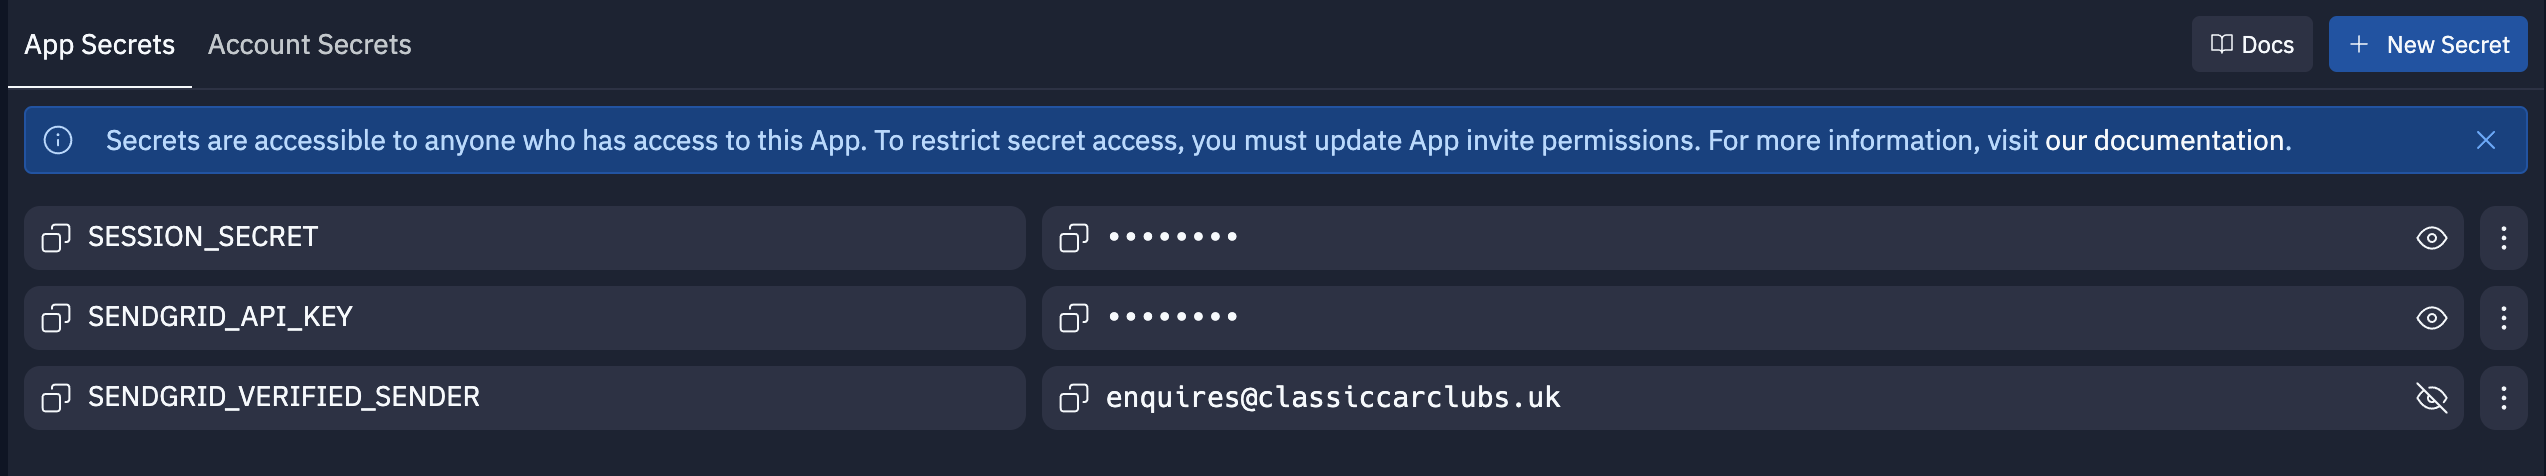 App Secrets Account Secrets Docs + New Secret
Secrets are accessible to anyone who has access to this App. To restrict secret access, you must update App invite permissions. For more information, visit our documentation.
SESSION_SECRET ••••••••
SENDGRID_API_KEY ••••••••
SENDGRID_VERIFIED_SENDER enquires@classiccarclubs.uk